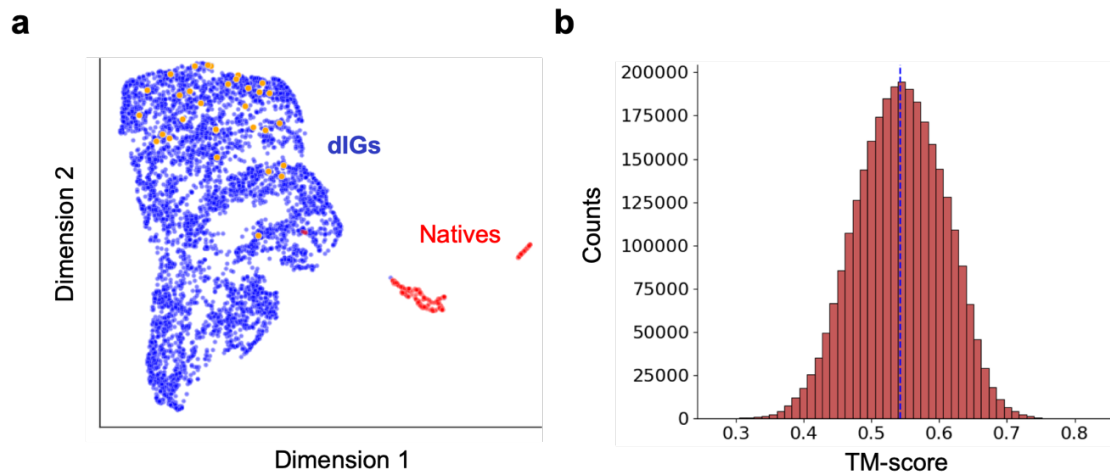 a
b
dIGs
Natives
Dimension 2
Dimension 1
200000
175000
150000
125000
100000
75000
50000
25000
0
Counts
0.3 0.4 0.5 0.6 0.7 0.8
TM-score